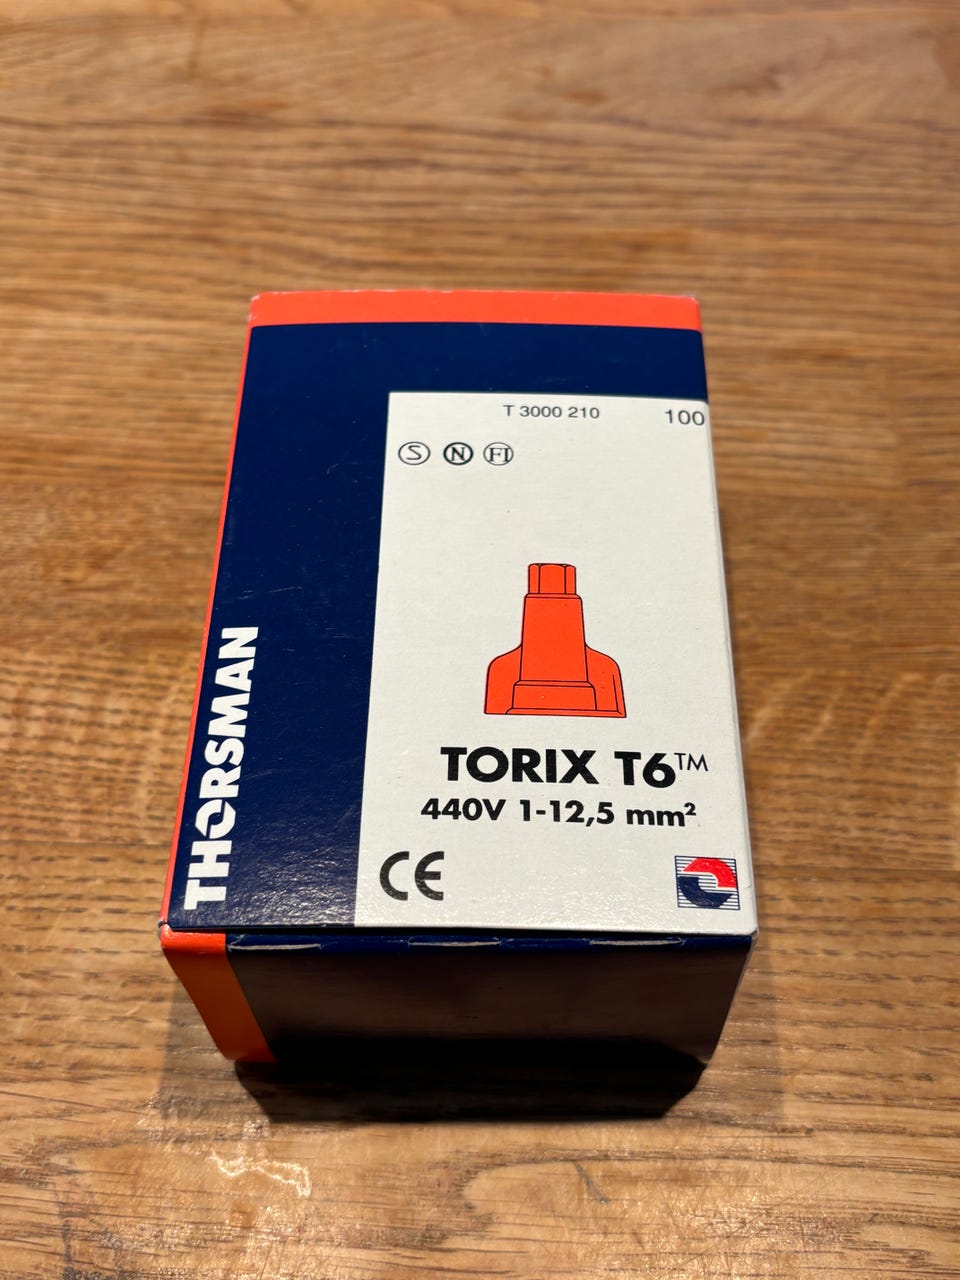 T 3000 210 100
S N FI
TORIX T6™
440V 1-12,5 mm²
CE
THORSMAN